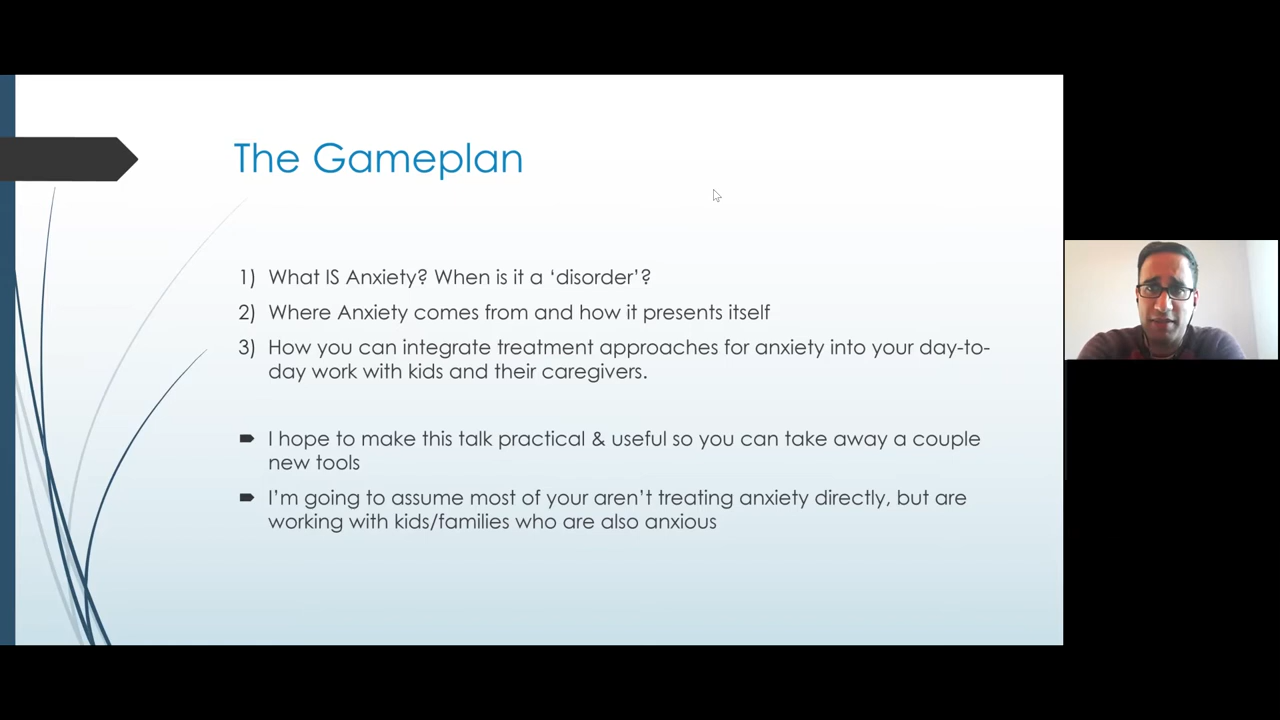 The Gameplan
1) What IS Anxiety? When is it a ‘disorder’?
2) Where Anxiety comes from and how it presents itself
3) How you can integrate treatment approaches for anxiety into your day-to-
day work with kids and their caregivers.
I hope to make this talk practical & useful so you can take away a couple
new tools
I’m going to assume most of your aren’t treating anxiety directly, but are
working with kids/families who are also anxious